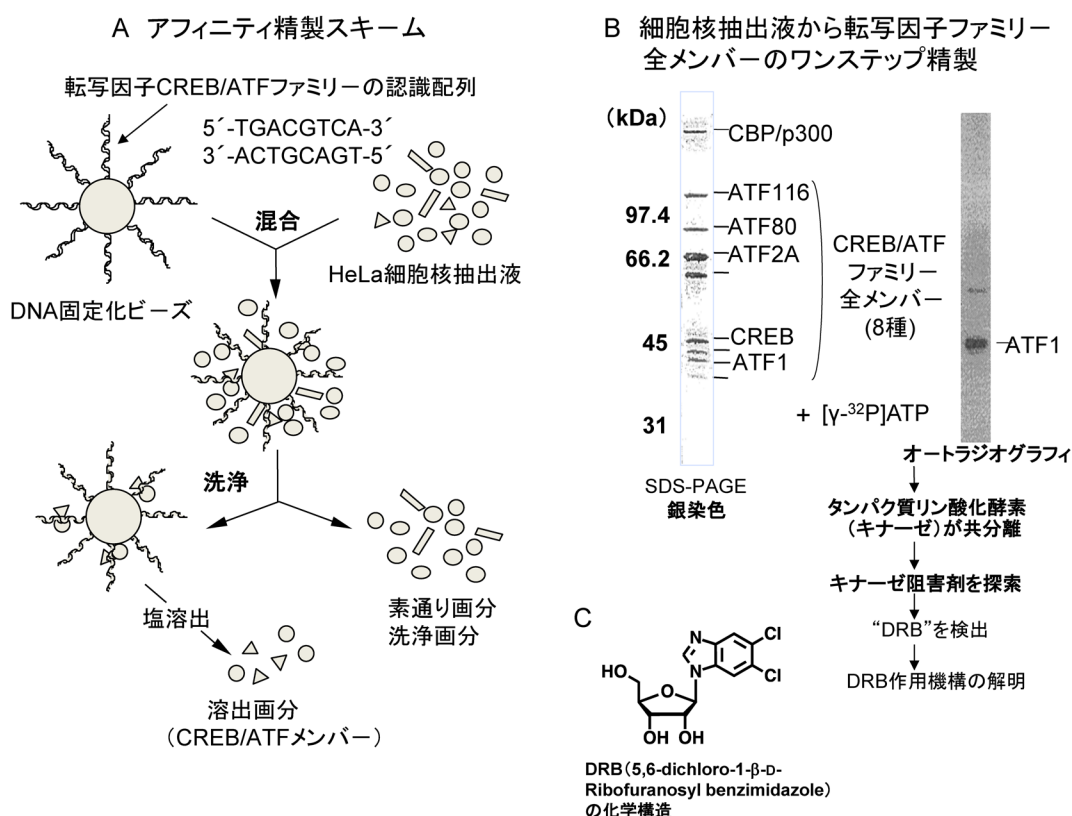 A アフィニティ精製スキーム
転写因子CREB/ATFファミリーの認識配列
5´-TGACGTCA-3´
3´-ACTGCAGT-5´
混合
DNA固定化ビーズ
HeLa細胞核抽出液
洗浄
塩溶出
素通り画分
洗浄画分
溶出画分
（CREB/ATFメンバー）
B 細胞核抽出液から転写因子ファミリー
全メンバーのワンステップ精製
（kDa）
97.4
66.2
45
31
CBP/p300
ATF116
ATF80
ATF2A
CREB
ATF1
CREB/ATF
ファミリー
全メンバー
(8種)
ATF1
+ [γ-³²P]ATP
SDS-PAGE
銀染色
オートラジオグラフィ
タンパク質リン酸化酵素
（キナーゼ）が共分離
キナーゼ阻害剤を探索
“DRB”を検出
DRB作用機構の解明
C
N
N
Cl
Cl
HO
O
OH OH
DRB（5,6-dichloro-1-β-D-
Ribofuranosyl benzimidazole）
の化学構造